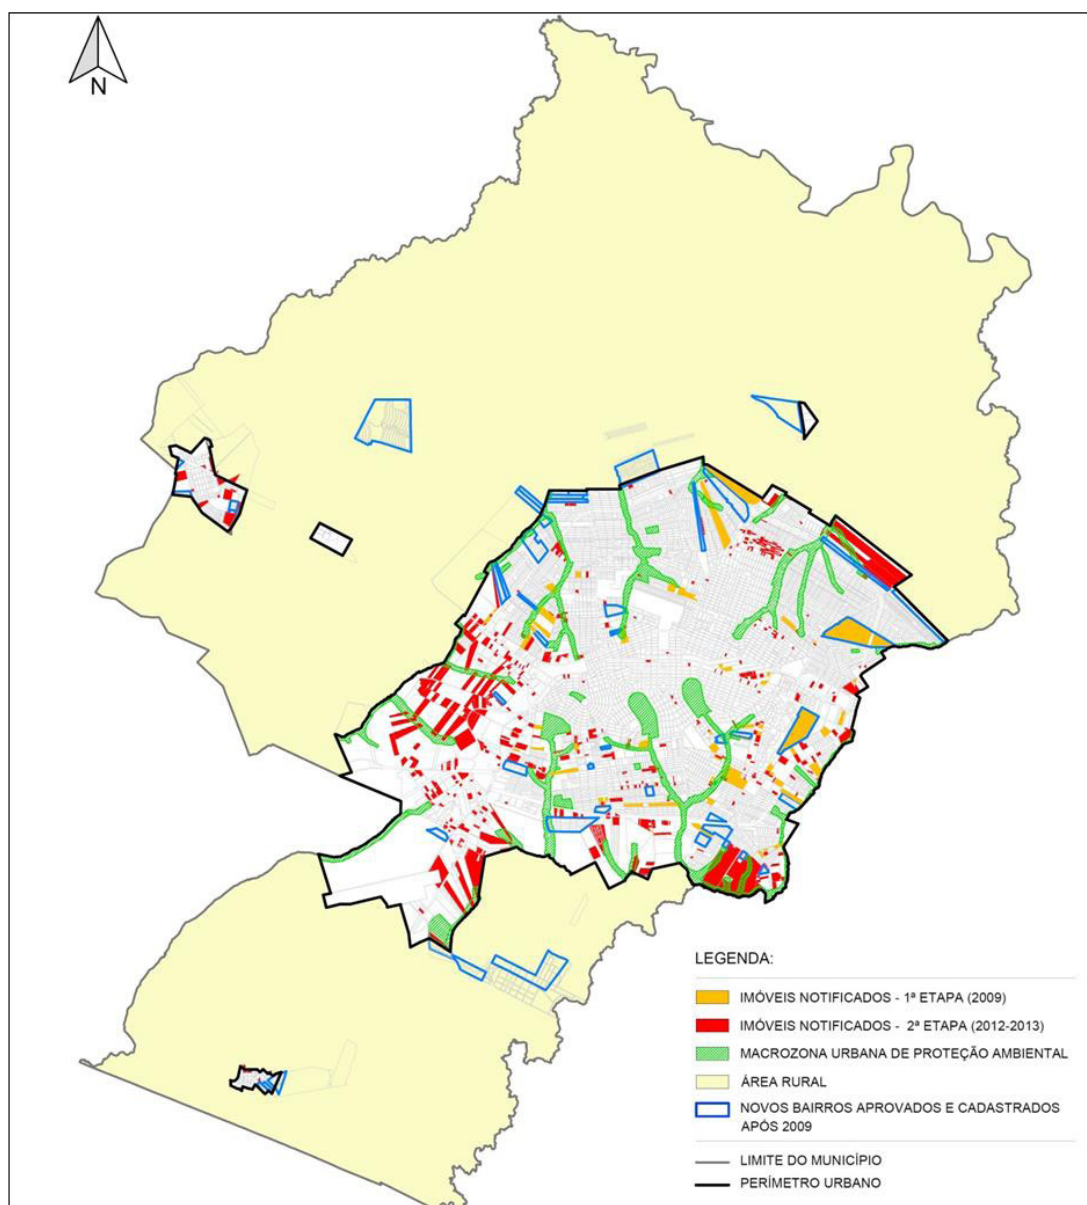 N
LEGENDA:
IMÓVEIS NOTIFICADOS - 1ª ETAPA (2009)
IMÓVEIS NOTIFICADOS - 2ª ETAPA (2012-2013)
MACROZONA URBANA DE PROTEÇÃO AMBIENTAL
ÁREA RURAL
NOVOS BAIRROS APROVADOS E CADASTRADOS
APÓS 2009
LIMITE DO MUNICÍPIO
PERÍMETRO URBANO